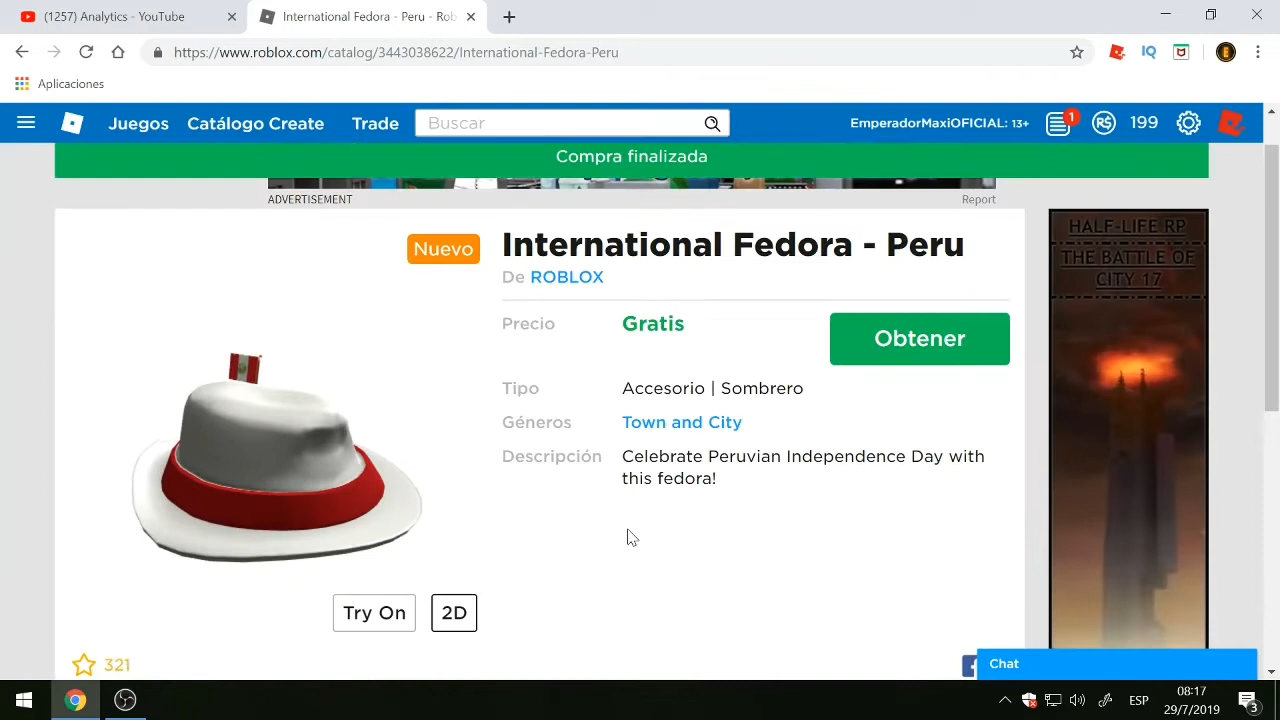 (1257) Analytics - YouTube
International Fedora - Peru - Rob
https://www.roblox.com/catalog/3443038622/International-Fedora-Peru
IQ
Aplicaciones
Juegos Catálogo Create Trade
Buscar
EmperadorMaxiOFICIAL: 13+
1
R$
199
Compra finalizada
ADVERTISEMENT
Report
Nuevo
International Fedora - Peru
De ROBLOX
Precio
Gratis
Obtener
Tipo
Accesorio | Sombrero
Géneros
Town and City
Descripción
Celebrate Peruvian Independence Day with
this fedora!
HALF-LIFE RP
THE BATTLE OF
CITY 17
Try On
2D
321
Chat
ESP
08:17
29/7/2019
3